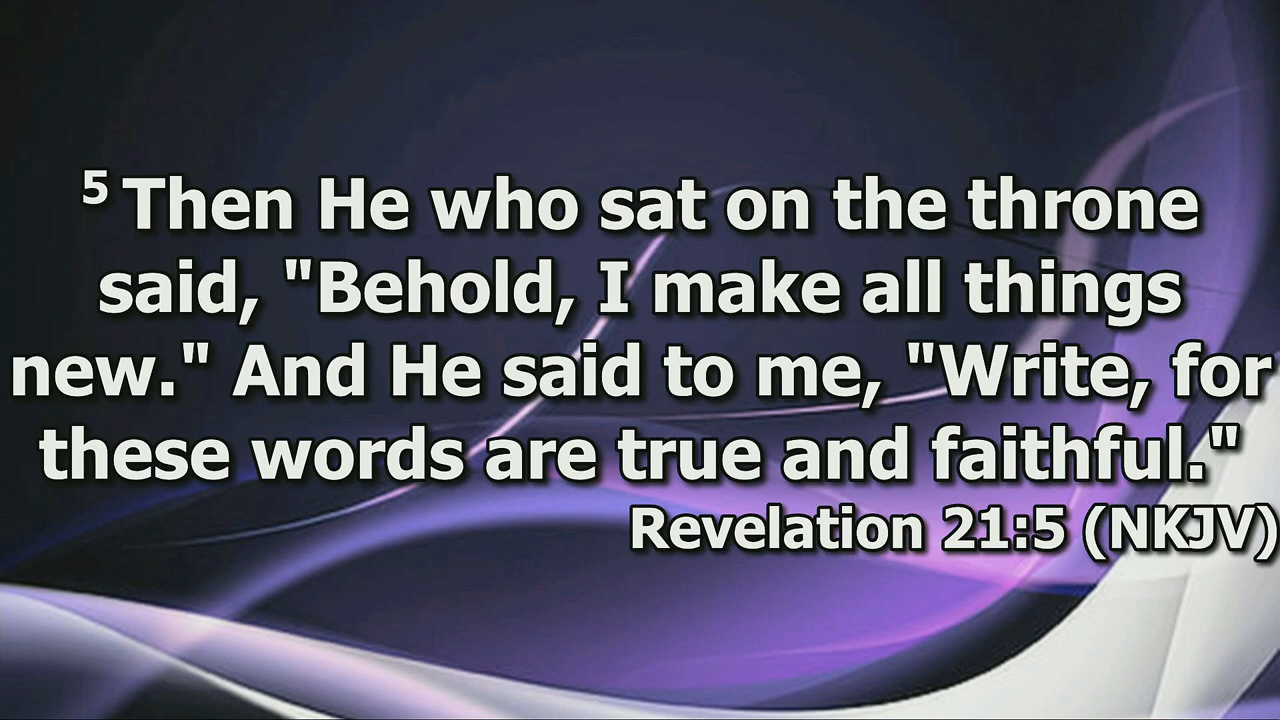 5 Then He who sat on the throne
said, "Behold, I make all things
new." And He said to me, "Write, for
these words are true and faithful."
Revelation 21:5 (NKJV)